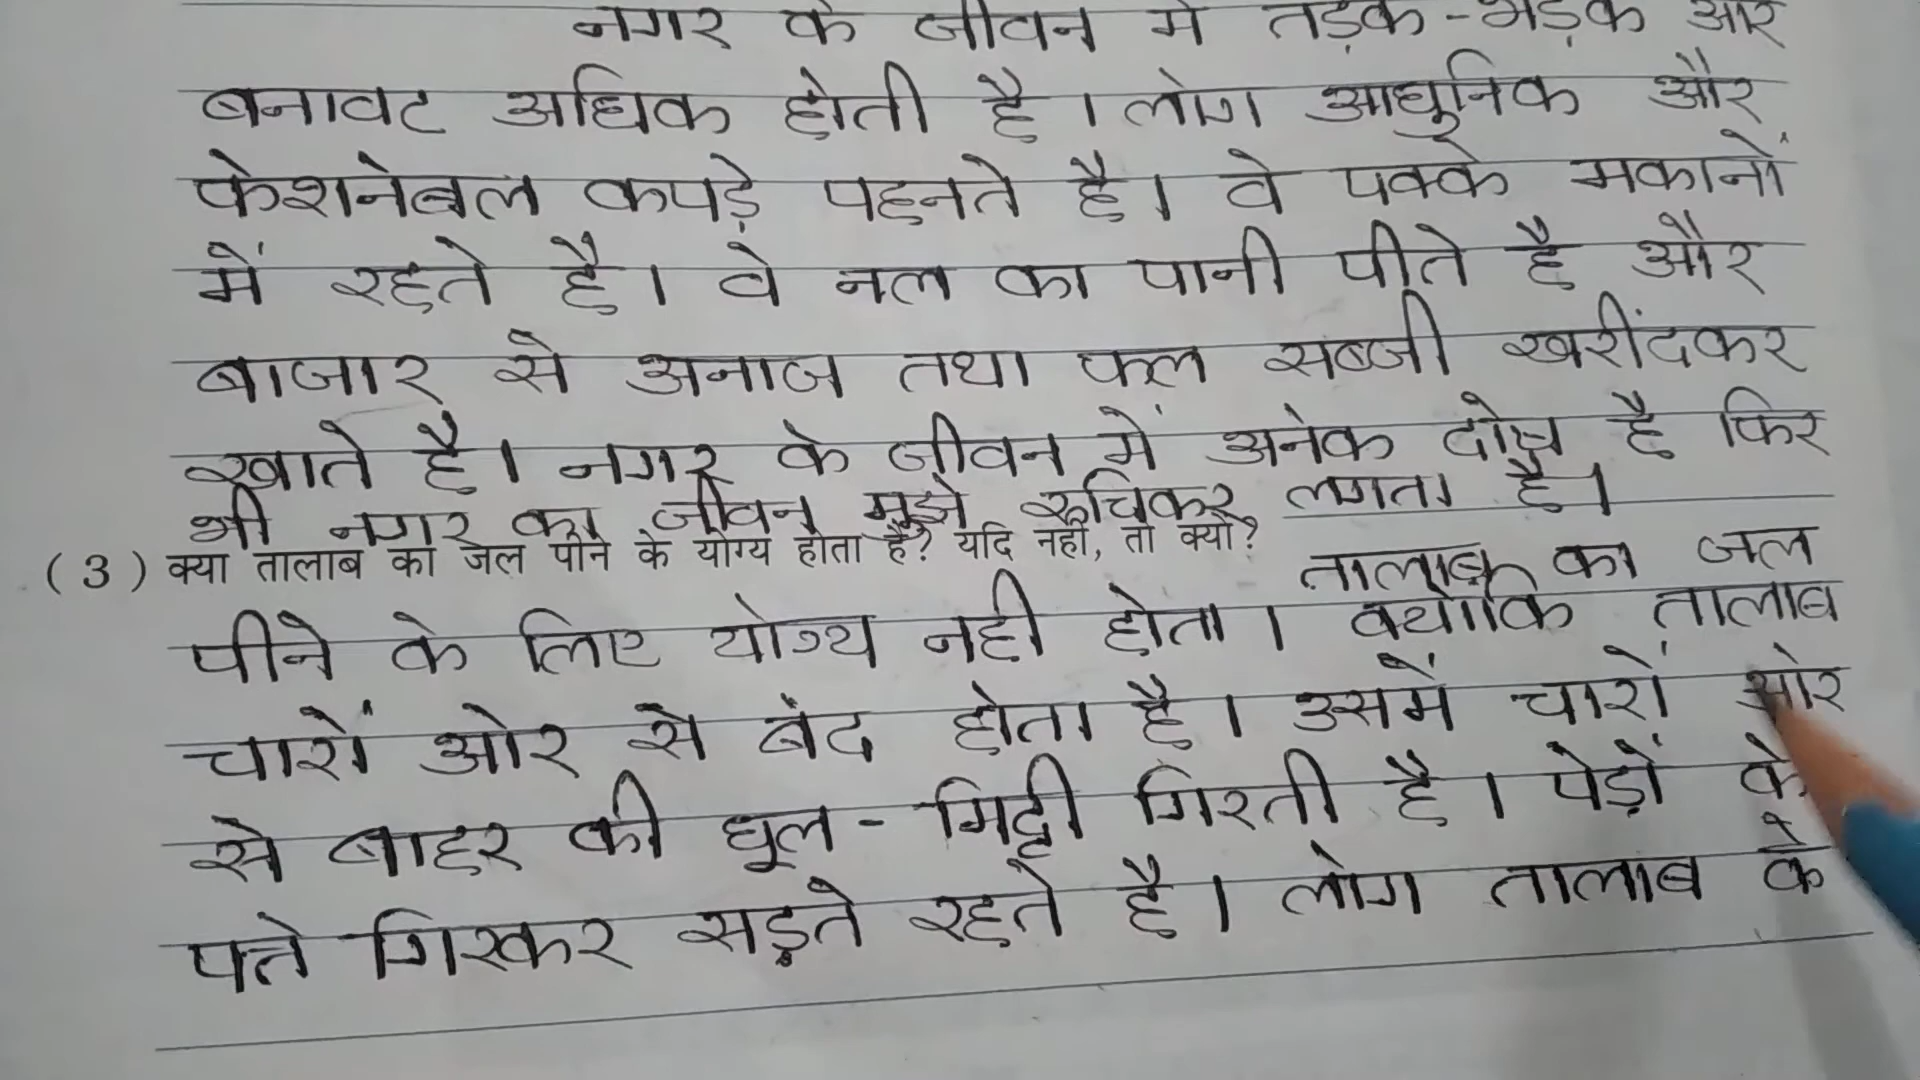 नगर के जीवन मे तड़क-भड़क और
बनावट अधिक होती है। लोग आधुनिक और
फेशनेबल कपड़े पहनते है। वे पक्के मकानों
में रहते है। वे नल का पानी पीते है और
बाजार से अनाज तथा फल सब्जी खरींदकर
खाते है। नगर के जीवन में अनेक दोष है फिर
भी नगर का जीवन मुझे रुचिकर लगता है।
(3) क्या तालाब का जल पीने के योग्य होता है? यदि नहीं, तो क्यों?
तालाब का जल
पीने के लिए योग्य नही होता। क्योंकि तालाब
चारों ओर से बंद होता है। उसमें चारों ओर
से बाहर की धूल-मिट्टी गिरती है। पेड़ों के
पत्ते गिरकर सड़ते रहते है। लोग तालाब के